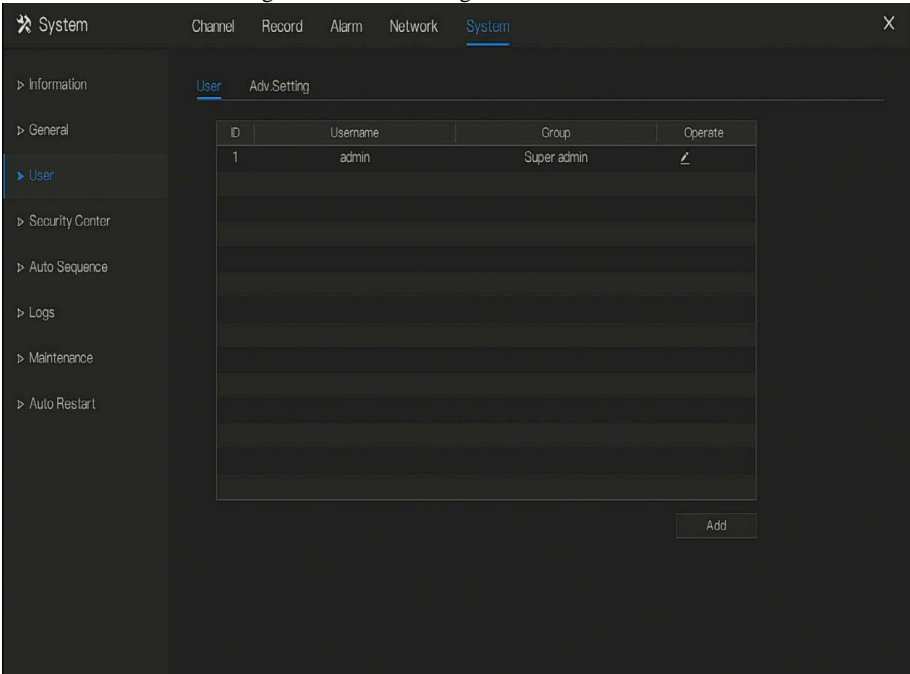 System Channel Record Alarm Network System X
Information
General
User
Security Center
Auto Sequence
Logs
Maintenance
Auto Restart
User Adv.Setting
ID Username Group Operate
1 admin Super admin
Add